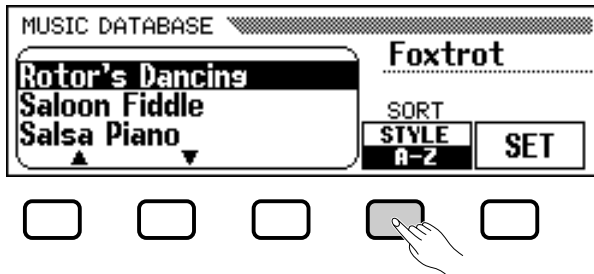 MUSIC DATABASE
Foxtrot
Rotor's Dancing
Saloon Fiddle
Salsa Piano
SORT
STYLE
A-Z
SET